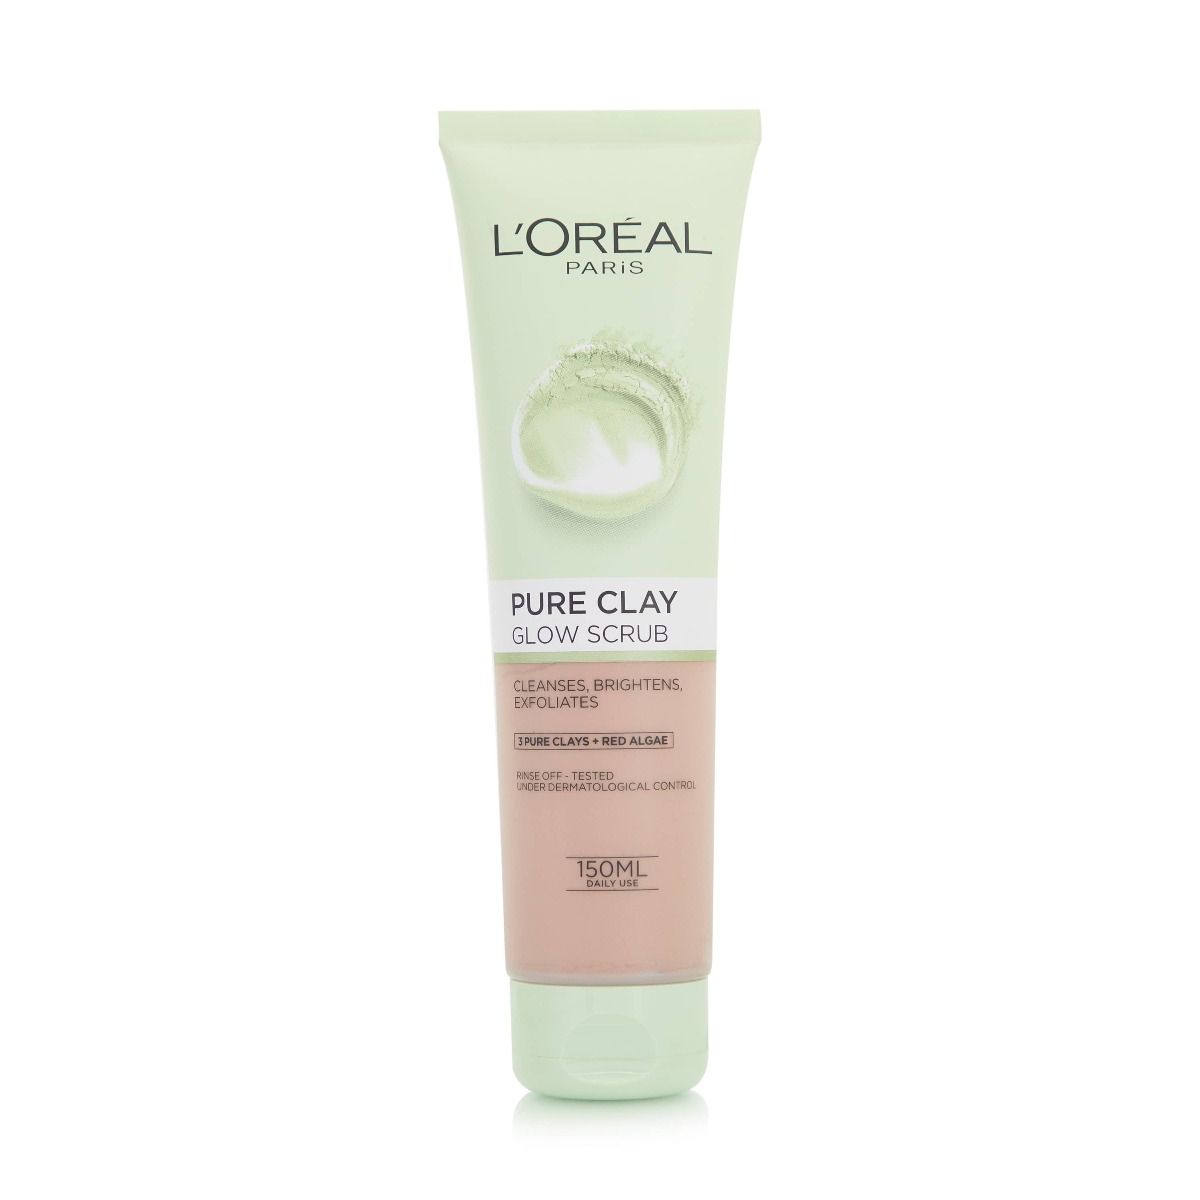 L'ORÉAL
PARiS
PURE CLAY
GLOW SCRUB
CLEANSES, BRIGHTENS,
EXFOLIATES
3 PURE CLAYS + RED ALGAE
RINSE OFF - TESTED
UNDER DERMATOLOGICAL CONTROL
150ML
DAILY USE